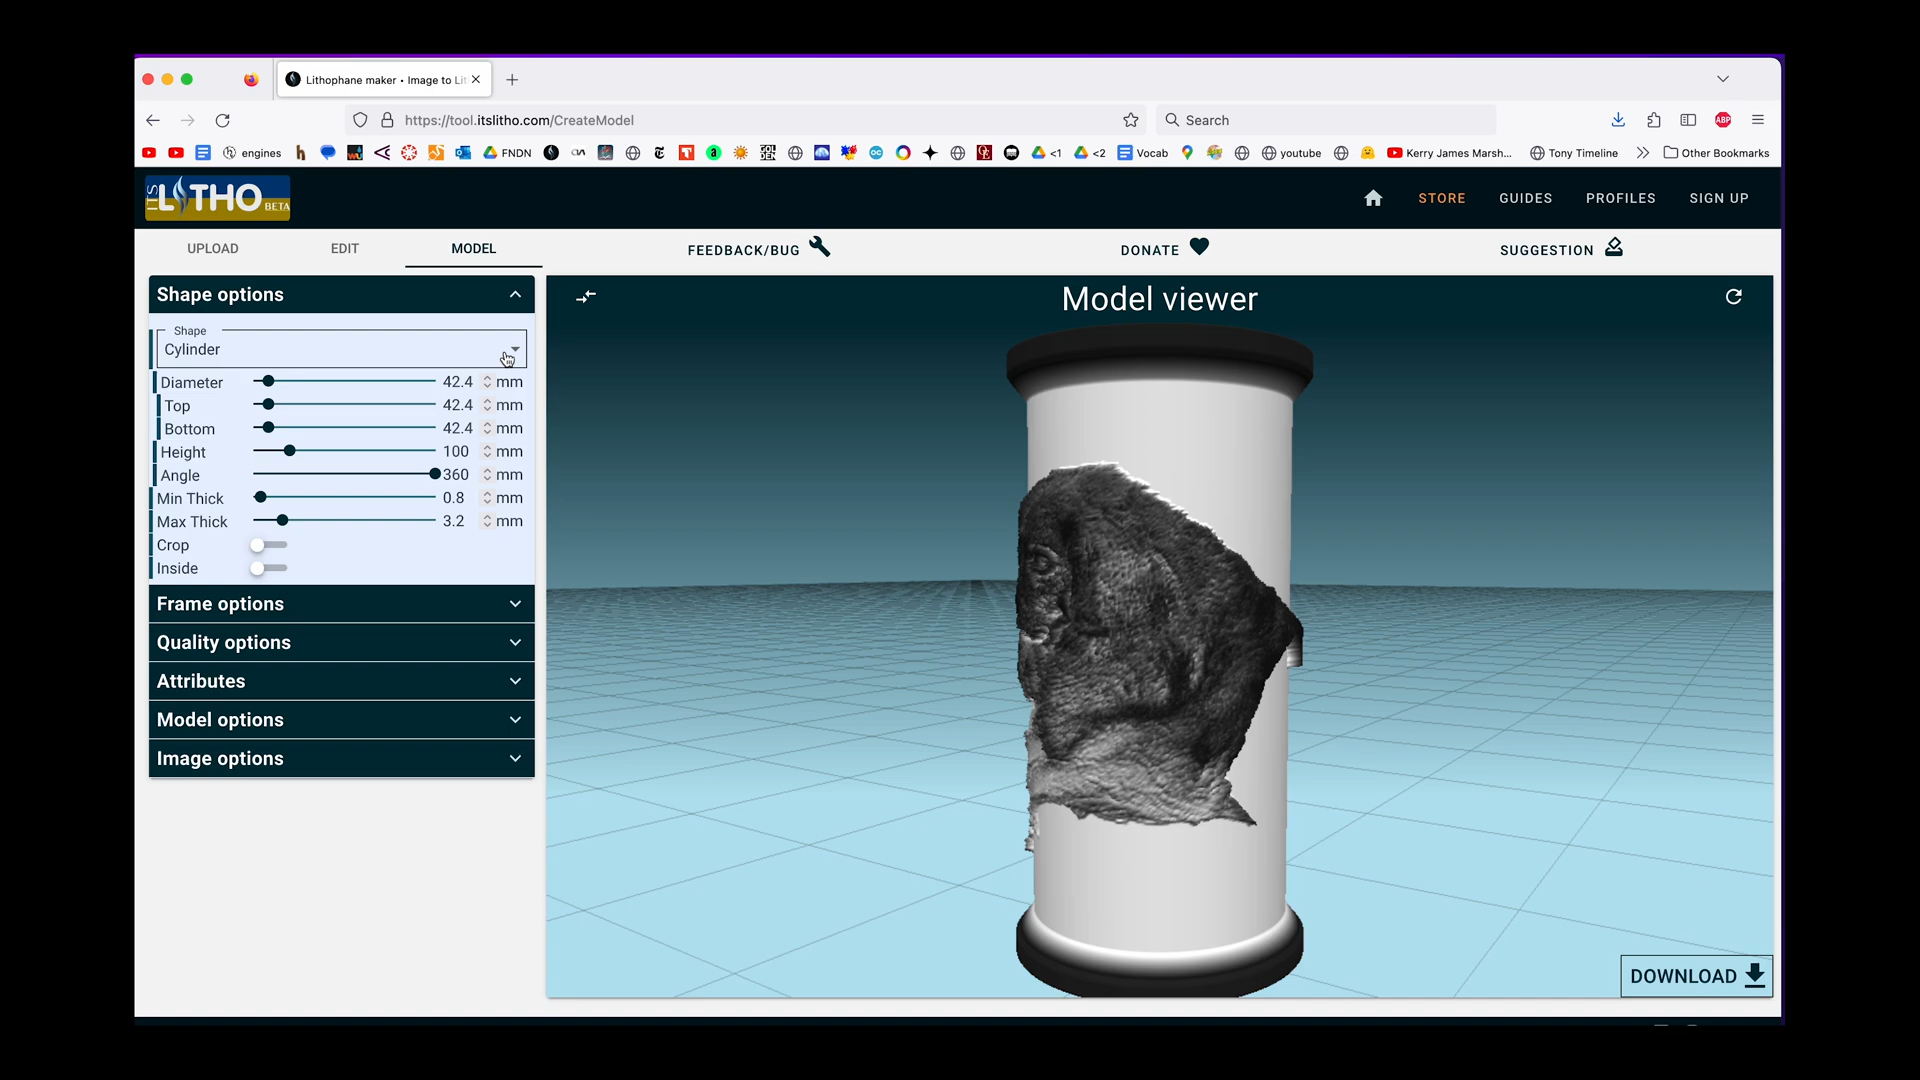 Lithophane maker • Image to Lit
https://tool.itslitho.com/CreateModel
Search
engines
FNDN
<1
<2
Vocab
youtube
Kerry James Marsh...
Tony Timeline
Other Bookmarks
ITS LITHO BETA
STORE
GUIDES
PROFILES
SIGN UP
UPLOAD
EDIT
MODEL
FEEDBACK/BUG
DONATE
SUGGESTION
Shape options
Model viewer
Shape
Cylinder
Diameter 42.4 mm
Top 42.4 mm
Bottom 42.4 mm
Height 100 mm
Angle 360 mm
Min Thick 0.8 mm
Max Thick 3.2 mm
Crop
Inside
Frame options
Quality options
Attributes
Model options
Image options
DOWNLOAD